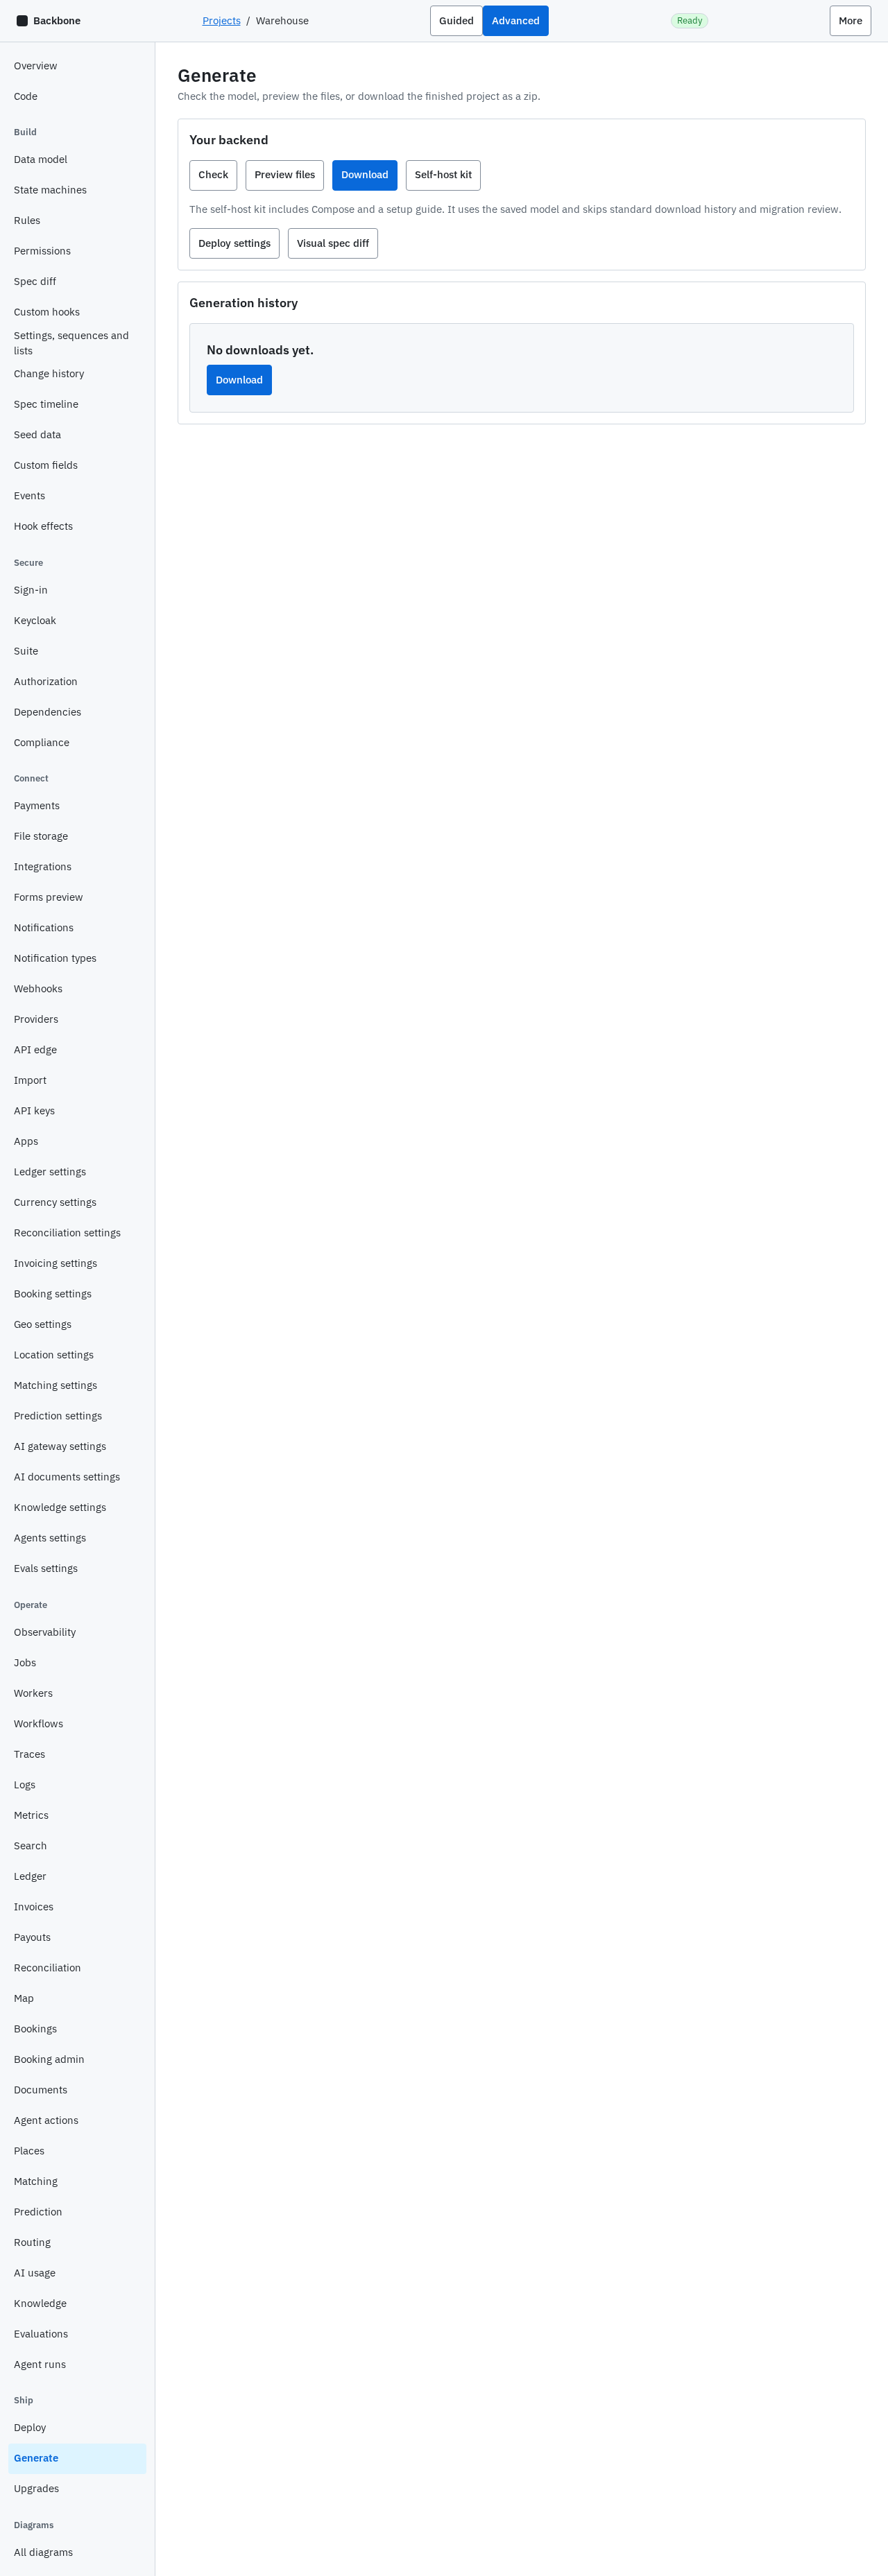 Backbone
Projects / Warehouse
Guided
Advanced
Ready
More
Overview
Code
Build
Data model
State machines
Rules
Permissions
Spec diff
Custom hooks
Settings, sequences and
lists
Change history
Spec timeline
Seed data
Custom fields
Events
Hook effects
Secure
Sign-in
Keycloak
Suite
Authorization
Dependencies
Compliance
Connect
Payments
File storage
Integrations
Forms preview
Notifications
Notification types
Webhooks
Providers
API edge
Import
API keys
Apps
Ledger settings
Currency settings
Reconciliation settings
Invoicing settings
Booking settings
Geo settings
Location settings
Matching settings
Prediction settings
AI gateway settings
AI documents settings
Knowledge settings
Agents settings
Evals settings
Operate
Observability
Jobs
Workers
Workflows
Traces
Logs
Metrics
Search
Ledger
Invoices
Payouts
Reconciliation
Map
Bookings
Booking admin
Documents
Agent actions
Places
Matching
Prediction
Routing
AI usage
Knowledge
Evaluations
Agent runs
Ship
Deploy
Generate
Upgrades
Diagrams
All diagrams
Generate
Check the model, preview the files, or download the finished project as a zip.
Your backend
Check
Preview files
Download
Self-host kit
The self-host kit includes Compose and a setup guide. It uses the saved model and skips standard download history and migration review.
Deploy settings
Visual spec diff
Generation history
No downloads yet.
Download